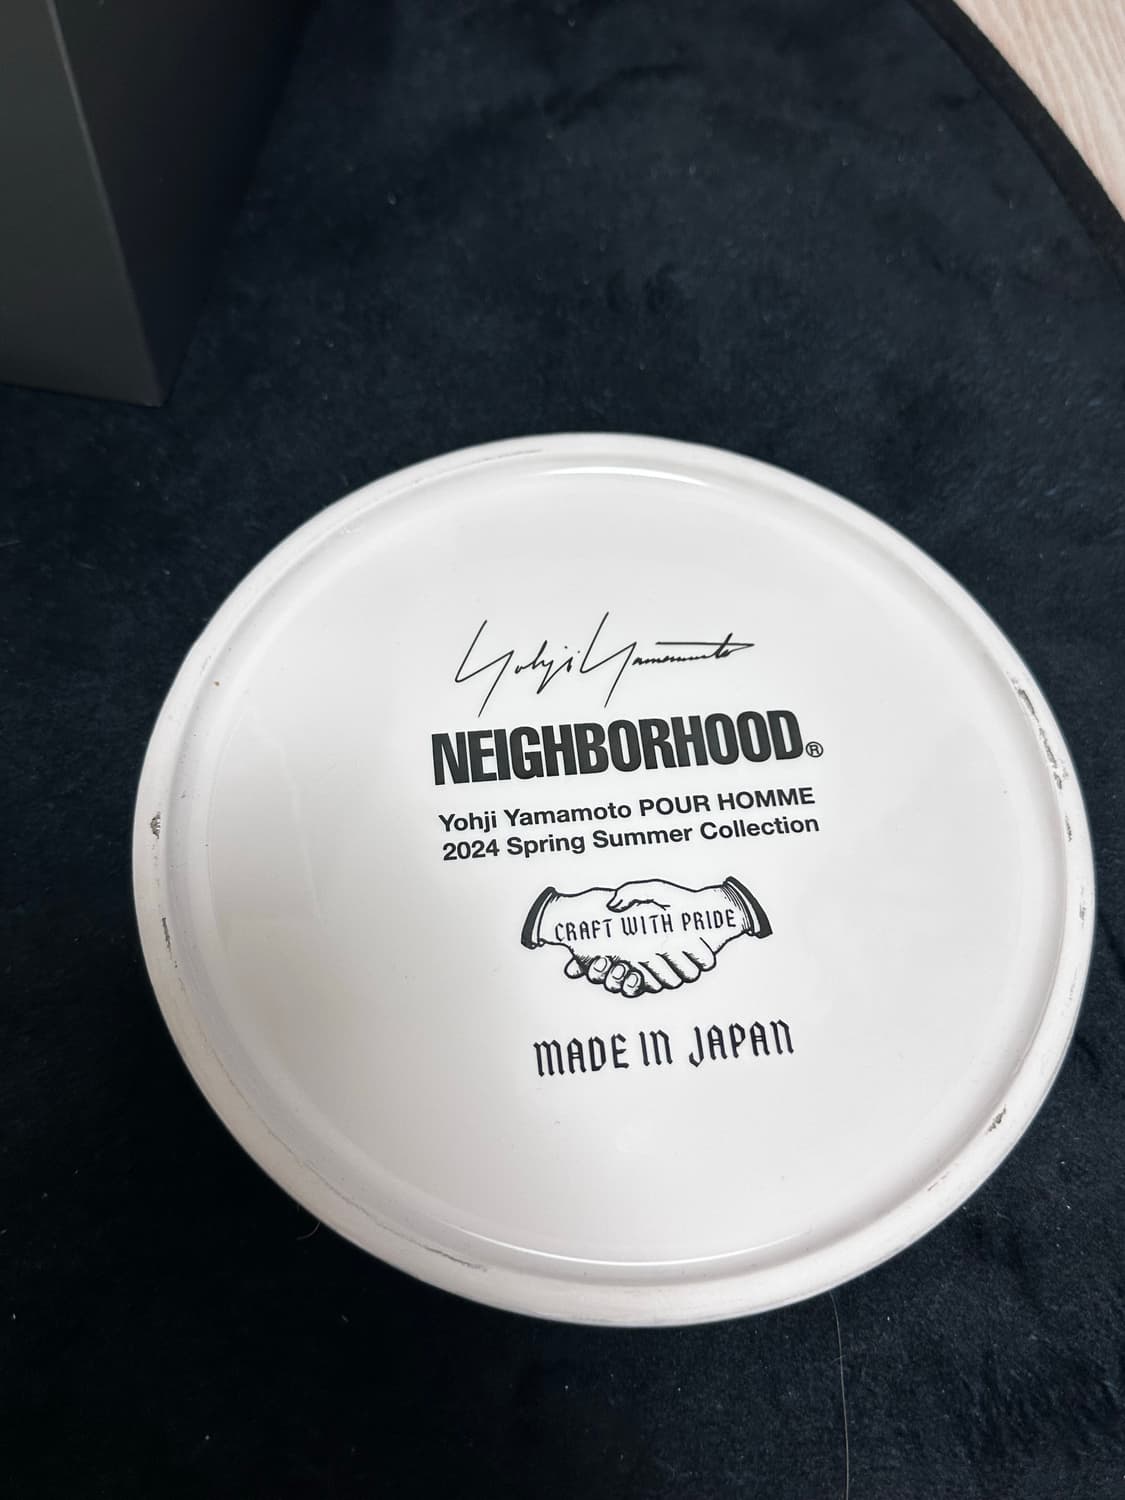 Yohji Yamamoto
NEIGHBORHOOD®
Yohji Yamamoto POUR HOMME
2024 Spring Summer Collection
CRAFT WITH PRIDE
MADE IN JAPAN